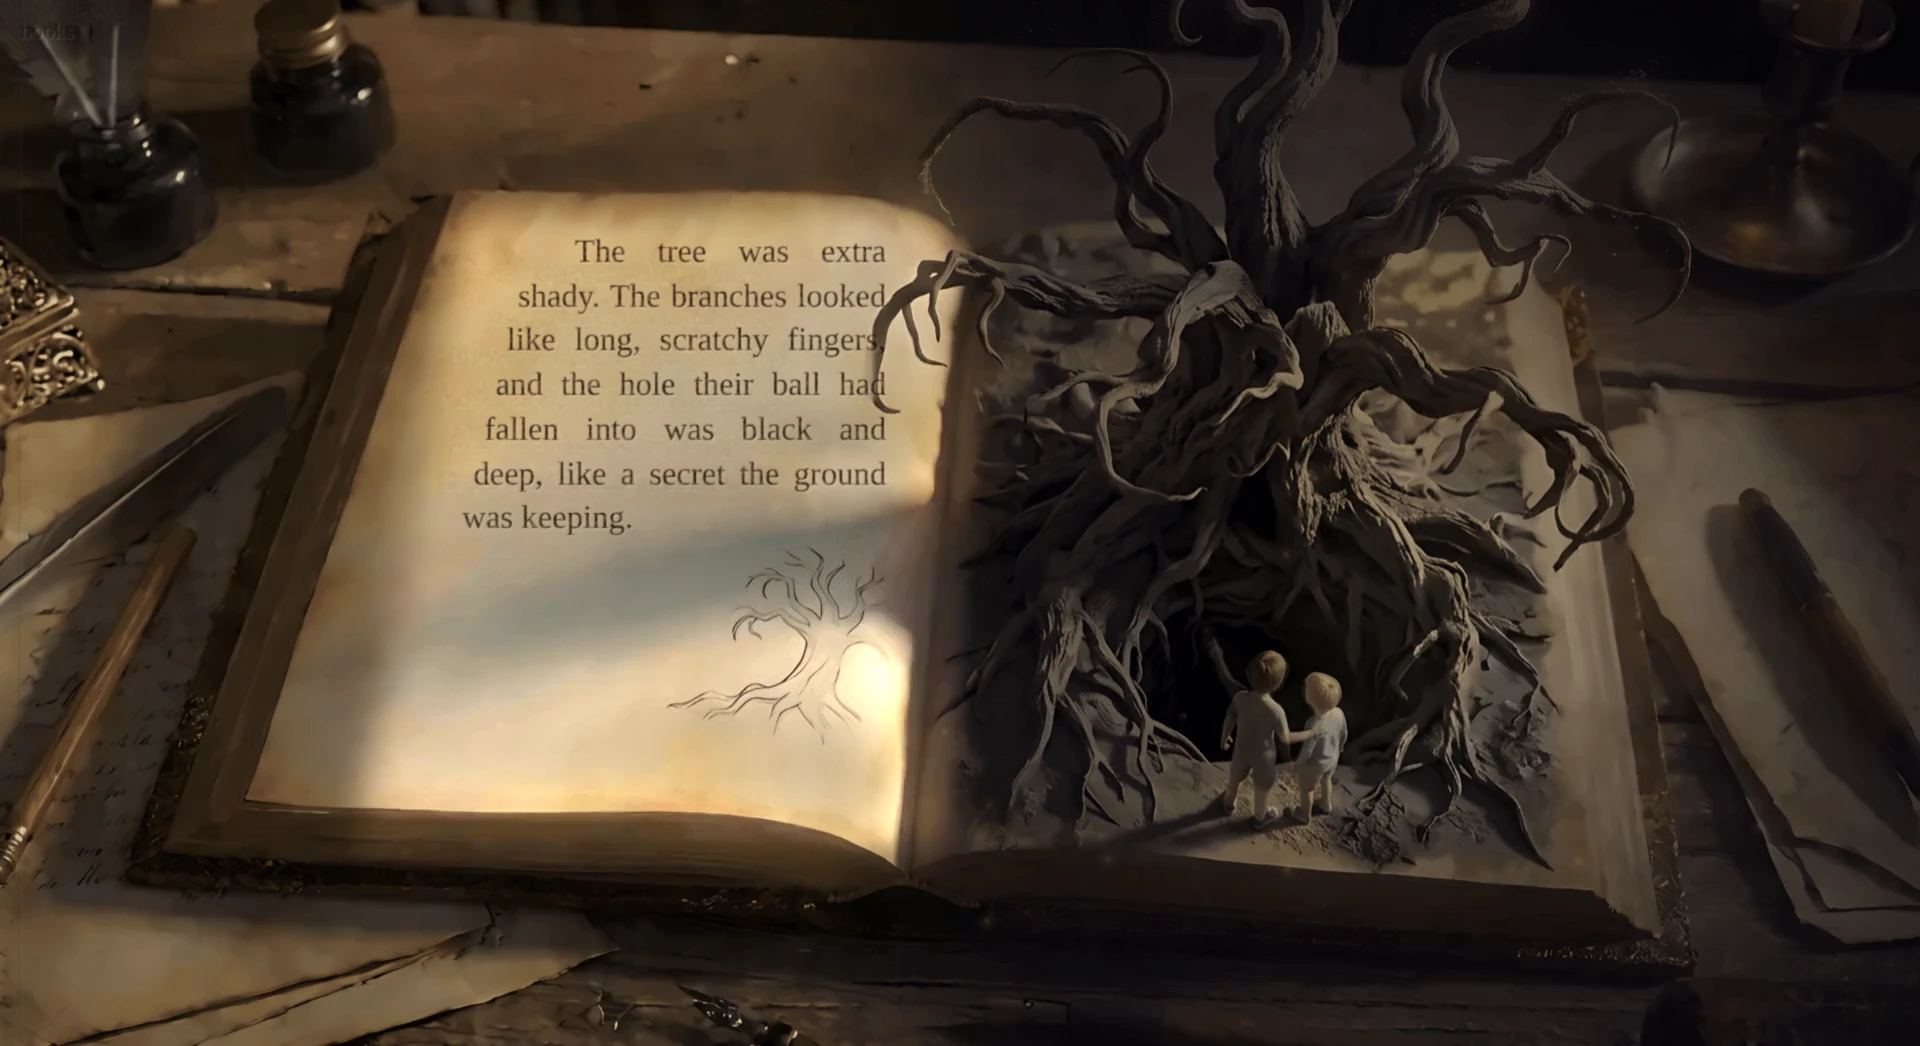 books
The tree was extra
shady. The branches looked
like long, scratchy fingers,
and the hole their ball had
fallen into was black and
deep, like a secret the ground
was keeping.